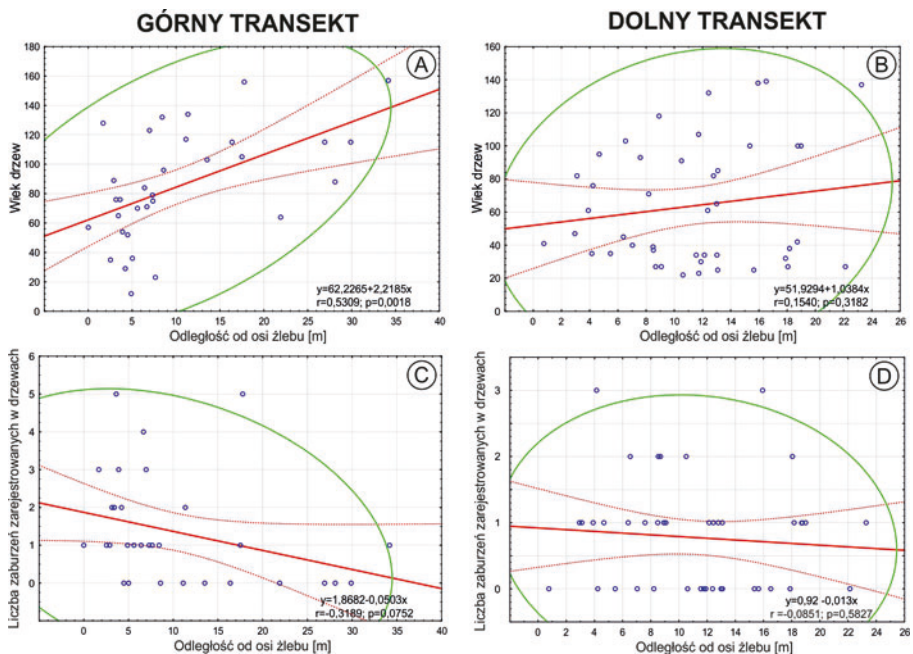 GÓRNY TRANSEKT
DOLNY TRANSEKT
A
180
160
140
120
100
80
60
40
20
0
Wiek drzew
0 5 10 15 20 25 30 35 40
Odległość od osi żlebu [m]
y=62,2265+2,2185x
r=0,5309; p=0,0018
B
160
140
120
100
80
60
40
20
0
Wiek drzew
0 2 4 6 8 10 12 14 16 18 20 22 24 26
Odległość od osi żlebu [m]
y=51,9294+1,0384x
r=0,1540; p=0,3182
C
6
5
4
3
2
1
0
Liczba zaburzeń zarejestrowanych w drzewach
0 5 10 15 20 25 30 35 40
Odległość od osi żlebu [m]
y=1,8682-0,0503x
r=-0,3189; p=0,0752
D
3
2
1
0
Liczba zaburzeń zarejestrowanych w drzewach
0 2 4 6 8 10 12 14 16 18 20 22 24 26
Odległość od osi żlebu [m]
y=0,92 -0,013x
r =-0,0851; p=0,5827